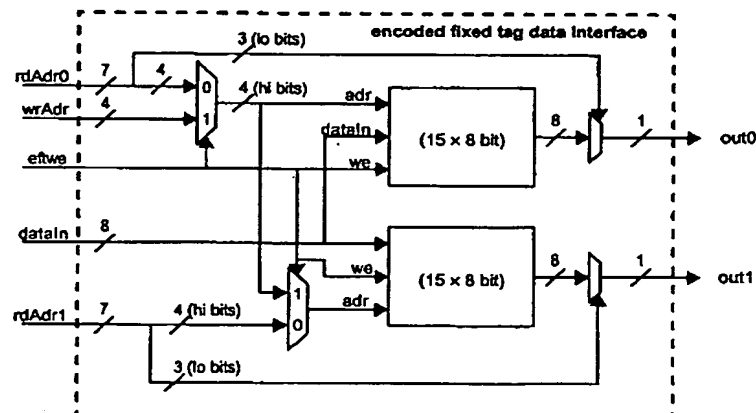 encoded fixed tag data interface
3 (lo bits)
rdAdr0 7 4 0 4 (hi bits) adr
wrAdr 4 1 dataIn (15 × 8 bit) 8 1 out0
eftwe we
dataIn 8
we (15 × 8 bit) 8 1 out1
1
rdAdr1 7 4 (hi bits) 0 adr
3 (lo bits)